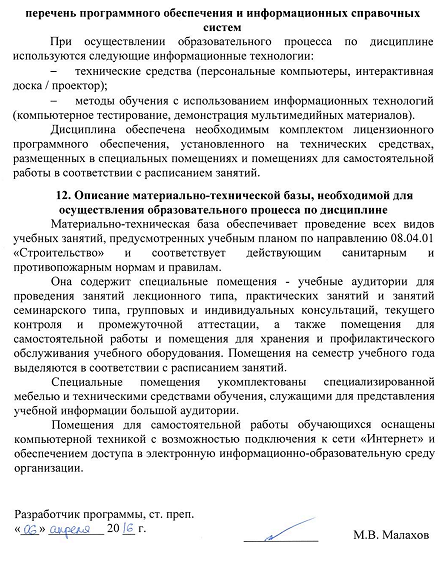 перечень программного обеспечения и информационных справочных
систем
При осуществлении образовательного процесса по дисциплине
используются следующие информационные технологии:
– технические средства (персональные компьютеры, интерактивная
доска / проектор);
– методы обучения с использованием информационных технологий
(компьютерное тестирование, демонстрация мультимедийных материалов).
Дисциплина обеспечена необходимым комплектом лицензионного
программного обеспечения, установленного на технических средствах,
размещенных в специальных помещениях и помещениях для самостоятельной
работы в соответствии с расписанием занятий.
12. Описание материально-технической базы, необходимой для
осуществления образовательного процесса по дисциплине
Материально-техническая база обеспечивает проведение всех видов
учебных занятий, предусмотренных учебным планом по направлению 08.04.01
«Строительство» и соответствует действующим санитарным и
противопожарным нормам и правилам.
Она содержит специальные помещения - учебные аудитории для
проведения занятий лекционного типа, практических занятий и занятий
семинарского типа, групповых и индивидуальных консультаций, текущего
контроля и промежуточной аттестации, а также помещения для
самостоятельной работы и помещения для хранения и профилактического
обслуживания учебного оборудования. Помещения на семестр учебного года
выделяются в соответствии с расписанием занятий.
Специальные помещения укомплектованы специализированной
мебелью и техническими средствами обучения, служащими для представления
учебной информации большой аудитории.
Помещения для самостоятельной работы обучающихся оснащены
компьютерной техникой с возможностью подключения к сети «Интернет» и
обеспечением доступа в электронную информационно-образовательную среду
организации.
Разработчик программы, ст. преп.
«06» апреля 2016 г.
М.В. Малахов